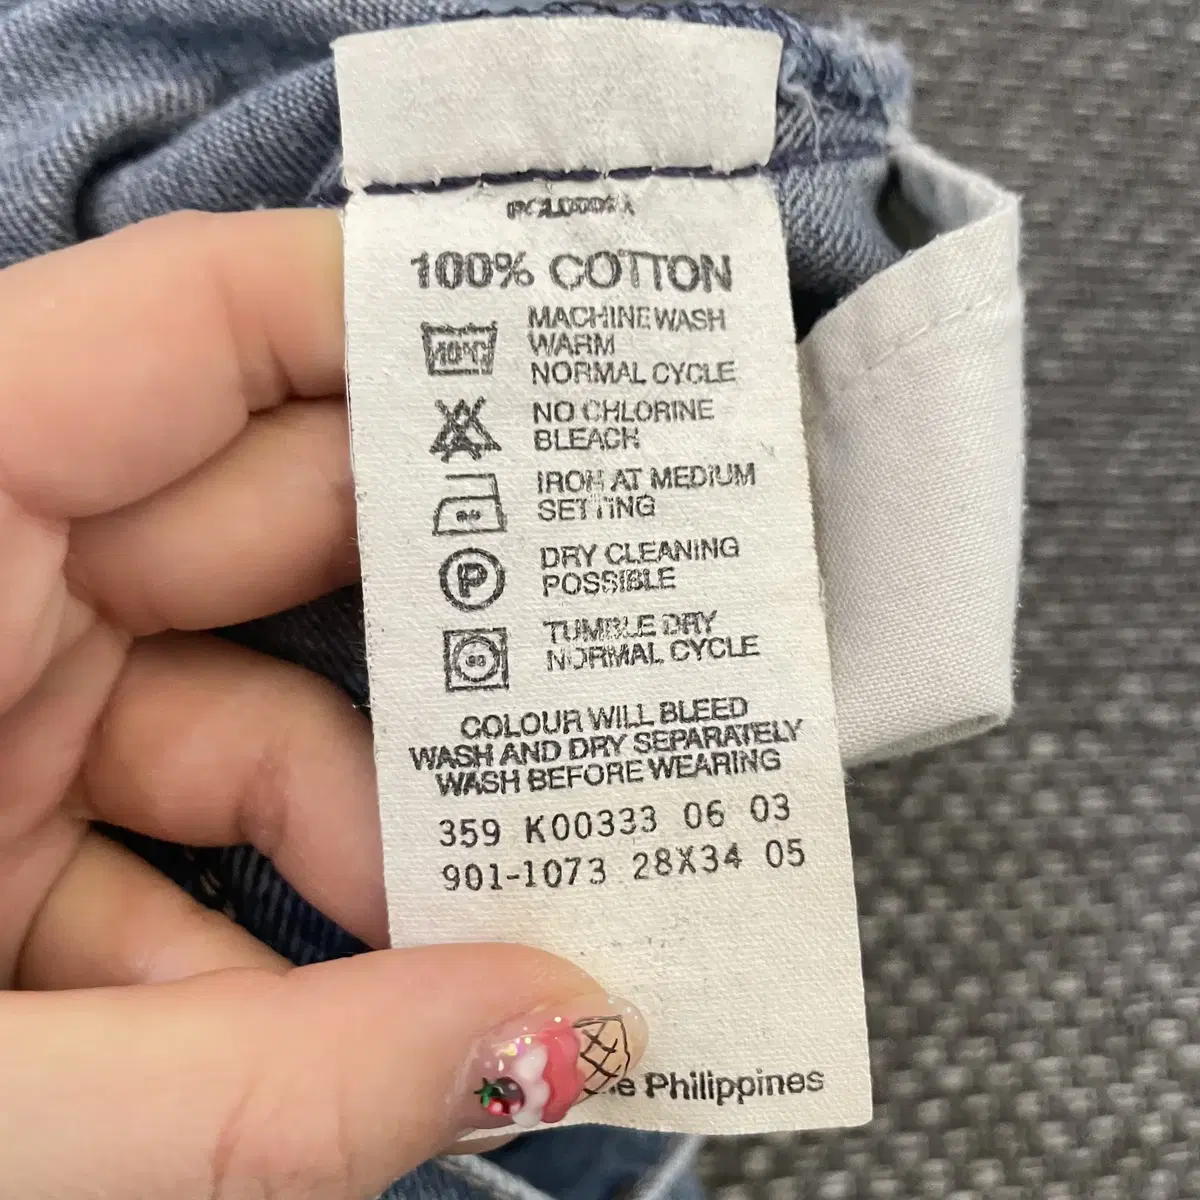 100% COTTON
40°C
MACHINE WASH
WARM
NORMAL CYCLE
NO CHLORINE
BLEACH
IRON AT MEDIUM
SETTING
P
DRY CLEANING
POSSIBLE
TUMBLE DRY
NORMAL CYCLE
COLOUR WILL BLEED
WASH AND DRY SEPARATELY
WASH BEFORE WEARING
359 K00333 06 03
901-1073 28X34 05
Philippines